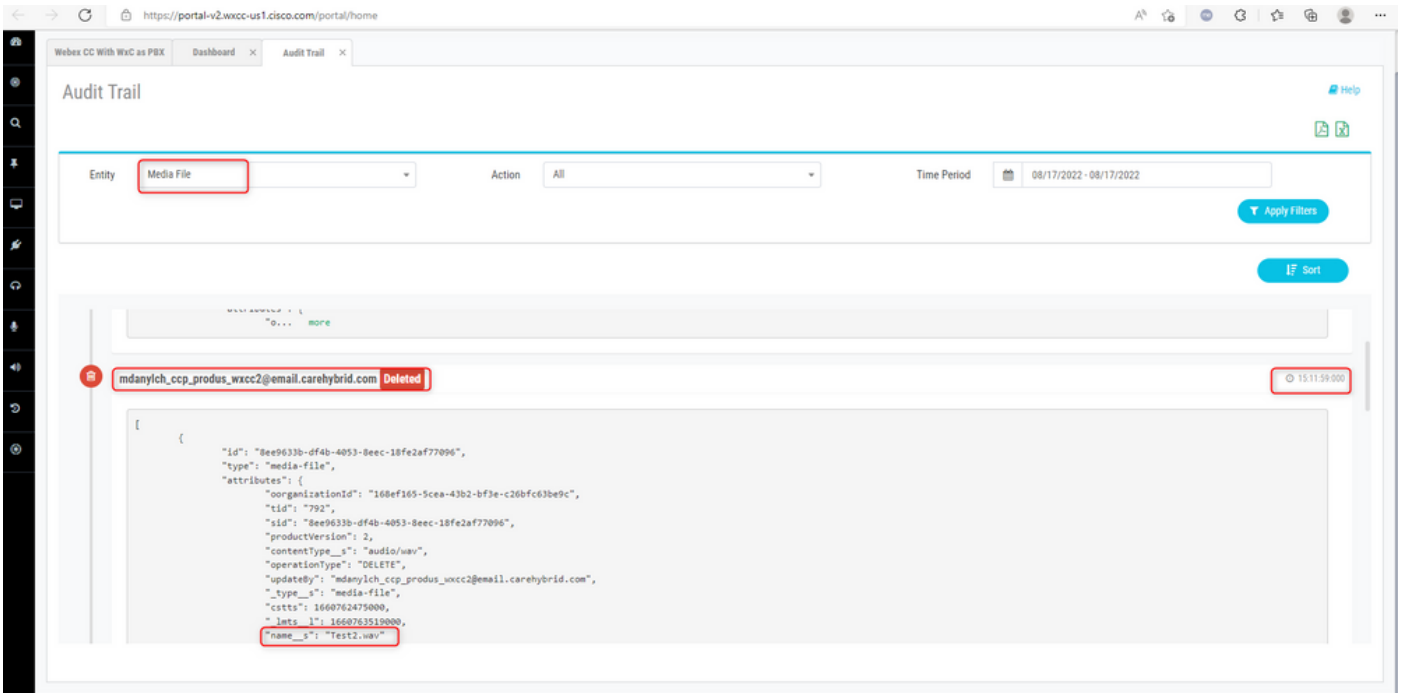 https://portal-v2.wxcc-us1.cisco.com/portal/home
Webex CC With WxC as PBX Dashboard × Audit Trail ×
Audit Trail
Help
Entity Media File Action All Time Period 08/17/2022 - 08/17/2022
Apply Filters
Sort
"o... more
mdanylch_ccp_produs_wxcc2@email.carehybrid.com Deleted 15:11:59:000
[
{
"id": "8ee9633b-df4b-4053-8eec-18fe2af77096",
"type": "media-file",
"attributes": {
"oorganizationId": "168ef165-5cea-43b2-bf3e-c26bfc63be9c",
"tid": "792",
"sid": "8ee9633b-df4b-4053-8eec-18fe2af77096",
"productVersion": 2,
"contentType__s": "audio/wav",
"operationType": "DELETE",
"updateBy": "mdanylch_ccp_produs_wxcc2@email.carehybrid.com",
"_type__s": "media-file",
"cstts": 1660762475000,
"_lmts__l": 1660763519000,
"name__s": "Test2.wav"